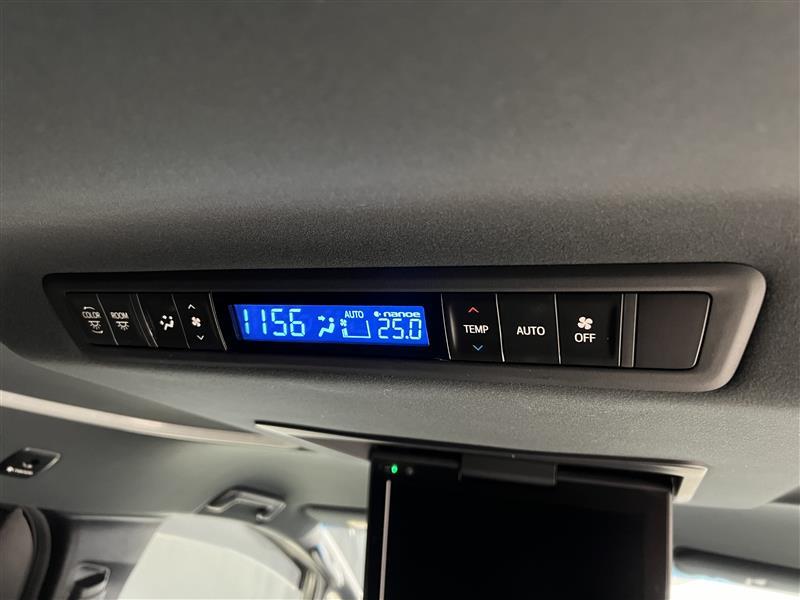 COLOR
ROOM
1156
AUTO
nanoe
25.0
TEMP
AUTO
OFF